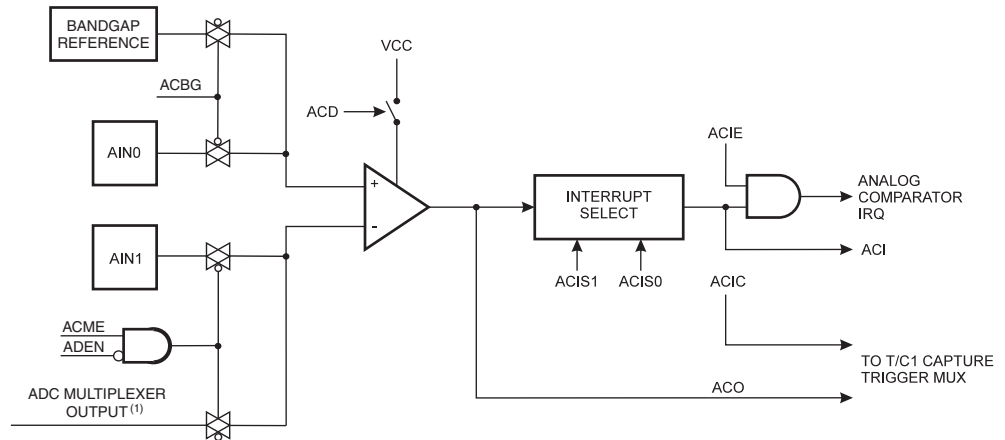 BANDGAP
REFERENCE
VCC
ACBG
ACD
AIN0
ACIE
+
-
INTERRUPT
SELECT
ANALOG
COMPARATOR
IRQ
AIN1
ACI
ACIS1
ACIS0
ACIC
ACME
ADEN
TO T/C1 CAPTURE
TRIGGER MUX
ADC MULTIPLEXER
OUTPUT (1)
ACO